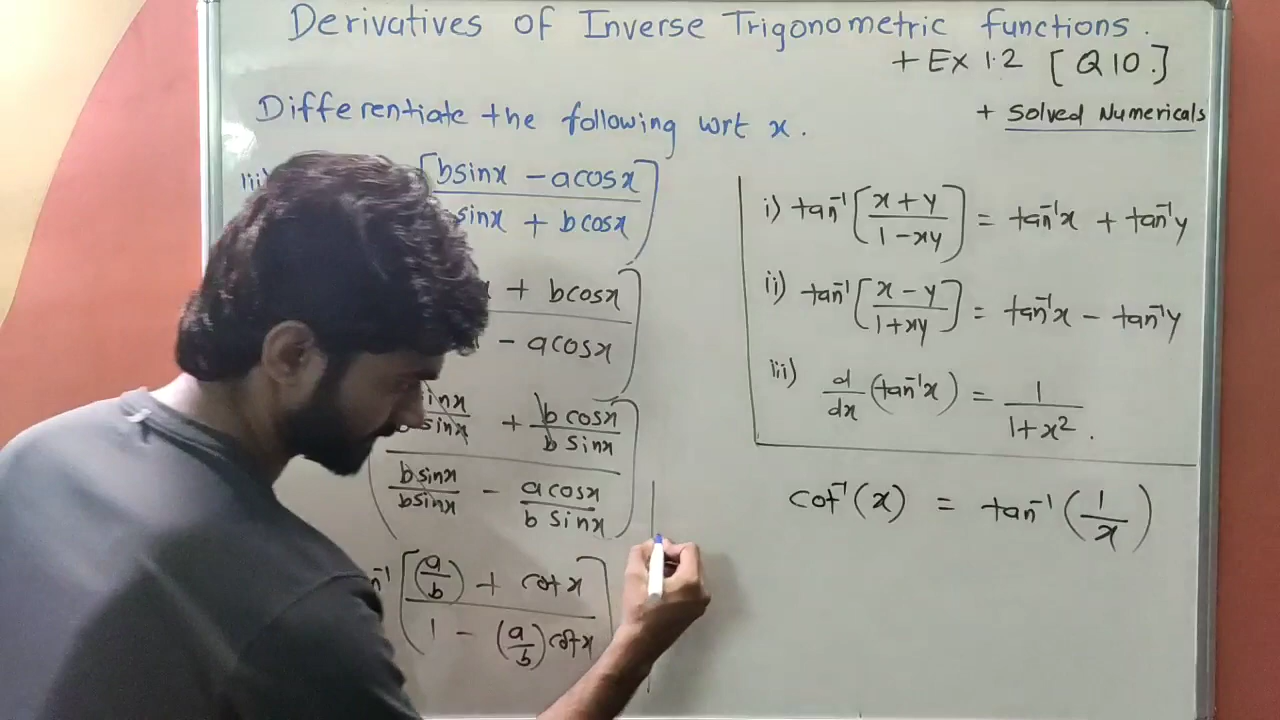 Derivatives of Inverse Trigonometric functions.
+ Ex 1.2 [Q10.]
+ Solved Numericals
Differentiate the following wrt x.
iii) [bsinx - acosx
sinx + bcosx]
+ bcosx
- acosx
sinx/bsinx + bcosx/bsinx
bsinx/bsinx - acosx/bsinx
n⁻¹ [(a/b) + cotx
1 - (a/b)cotx]
i) tan⁻¹[x+y/1-xy] = tan⁻¹x + tan⁻¹y
ii) tan⁻¹[x-y/1+xy] = tan⁻¹x - tan⁻¹y
iii) d/dx (tan⁻¹x) = 1/1+x².
cot⁻¹(x) = tan⁻¹(1/x)